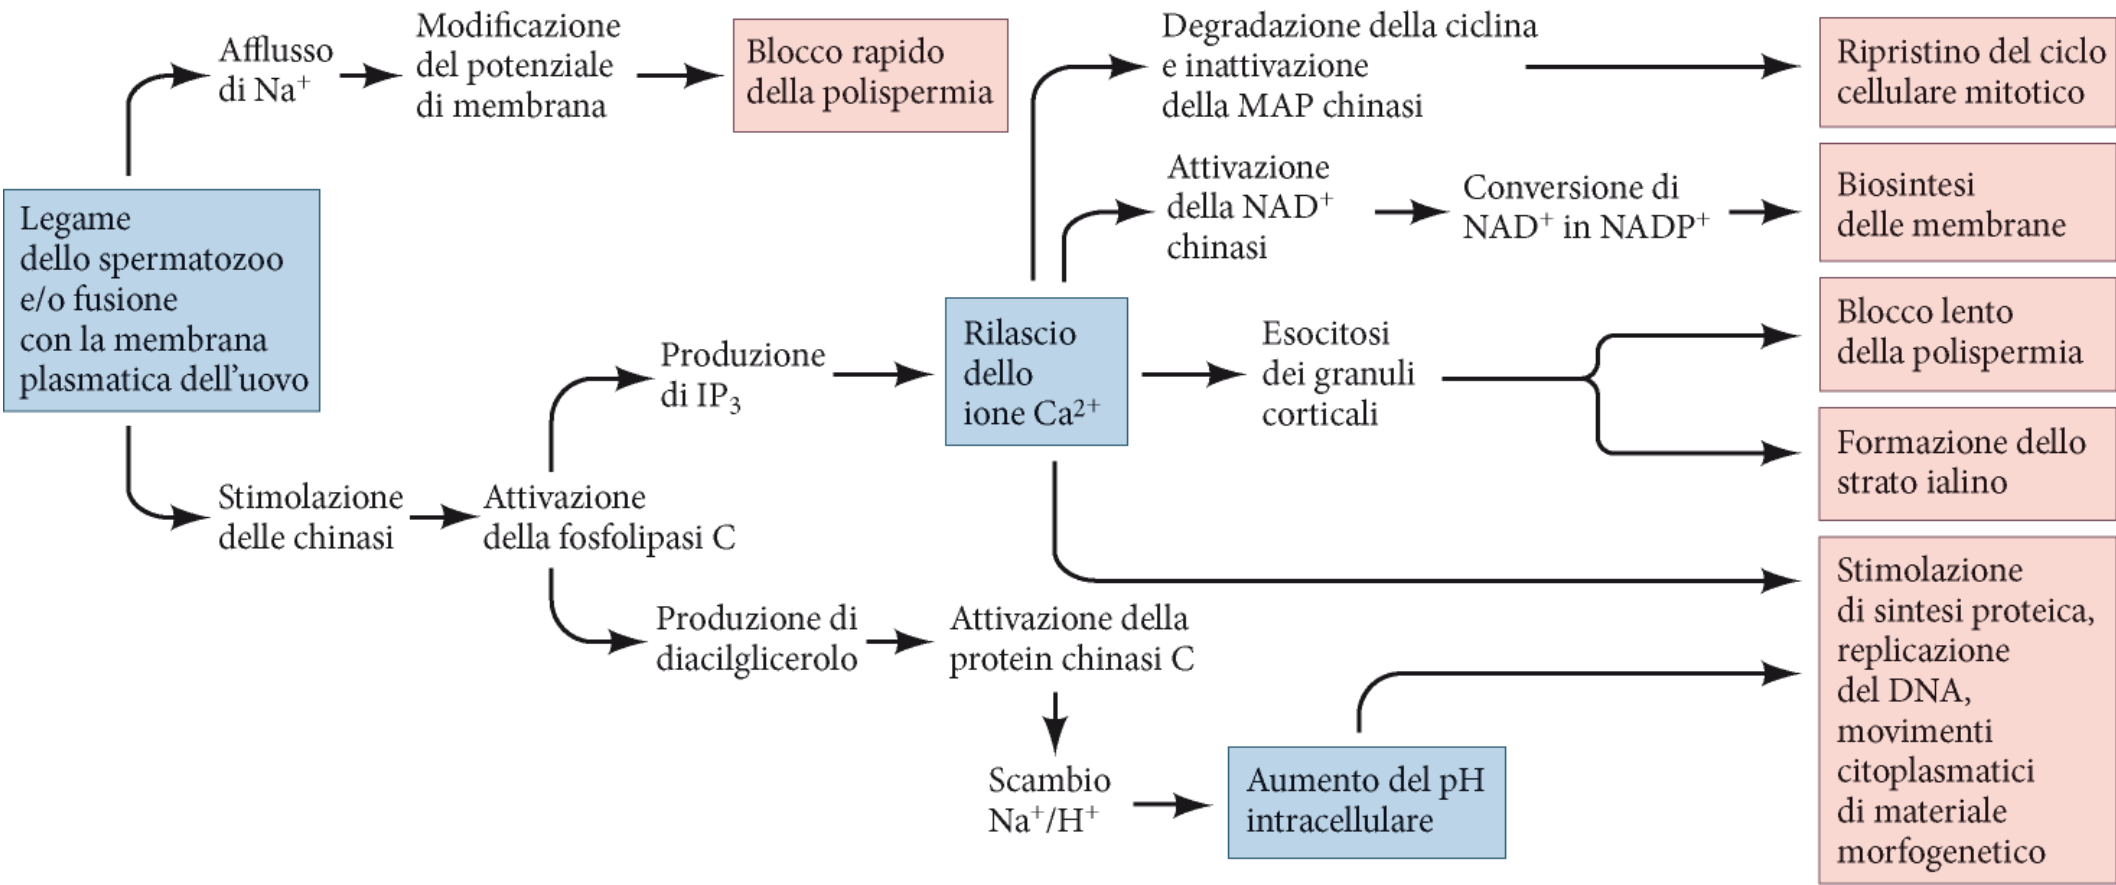 Afflusso
di Na⁺
Modificazione
del potenziale
di membrana
Blocco rapido
della polispermia
Degradazione della ciclina
e inattivazione
della MAP chinasi
Ripristino del ciclo
cellulare mitotico
Attivazione
della NAD⁺
chinasi
Conversione di
NAD⁺ in NADP⁺
Biosintesi
delle membrane
Legame
dello spermatozoo
e/o fusione
con la membrana
plasmatica dell’uovo
Produzione
di IP₃
Rilascio
dello
ione Ca²⁺
Esocitosi
dei granuli
corticali
Blocco lento
della polispermia
Formazione dello
strato ialino
Stimolazione
delle chinasi
Attivazione
della fosfolipasi C
Produzione di
diacilglicerolo
Attivazione della
protein chinasi C
Scambio
Na⁺/H⁺
Aumento del pH
intracellulare
Stimolazione
di sintesi proteica,
replicazione
del DNA,
movimenti
citoplasmatici
di materiale
morfogenetico